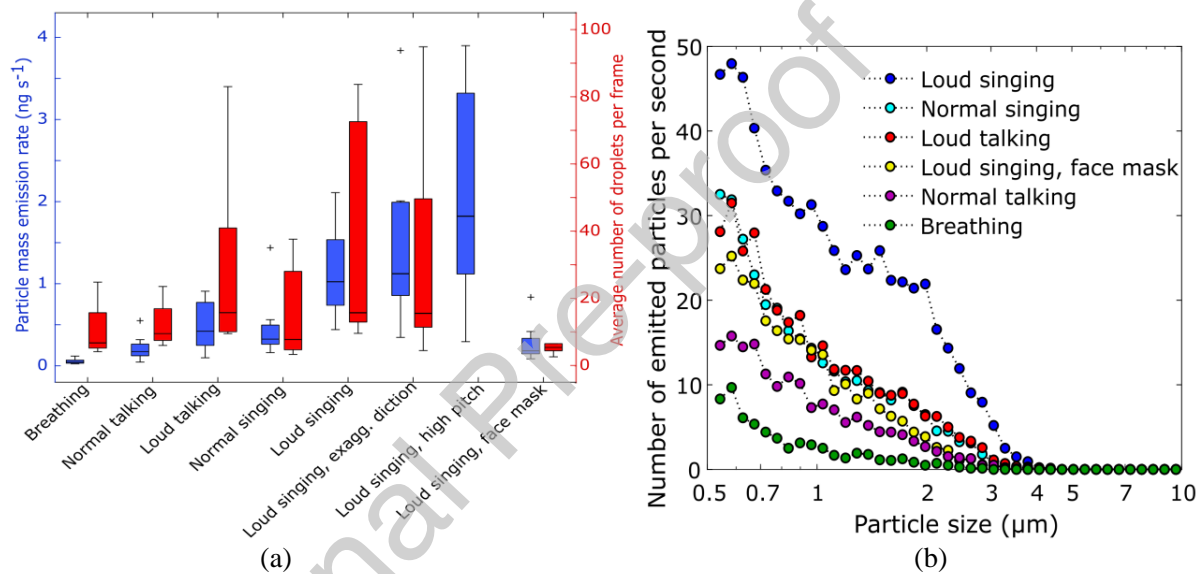 4
3
2
1
0
Particle mass emission rate (ng s⁻¹)
100
80
60
40
20
0
Average number of droplets per frame
Breathing
Normal talking
Loud talking
Normal singing
Loud singing
Loud singing, exagg. diction
Loud singing, high pitch
Loud singing, face mask
(a)
50
40
30
20
10
0
Number of emitted particles per second
Loud singing
Normal singing
Loud talking
Loud singing, face mask
Normal talking
Breathing
0.5 0.7 1 2 3 4 5 7 10
Particle size (μm)
(b)
nal Pre-proof